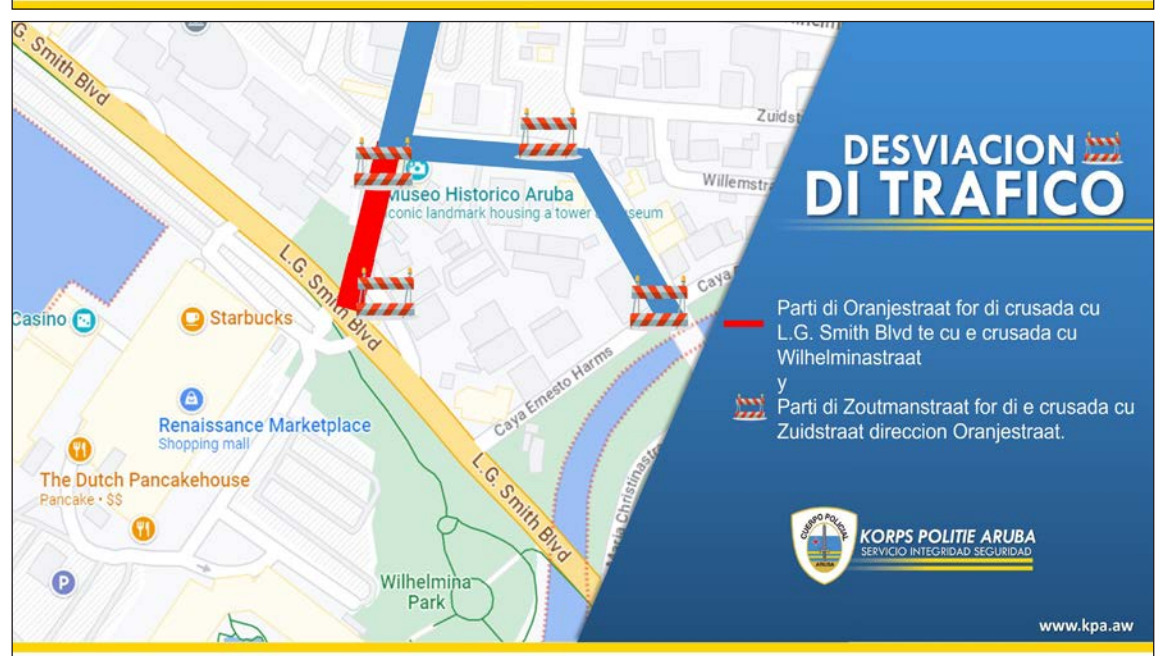 G. Smith Blvd
Zuidst
Willemstr
Museo Historico Aruba
conic landmark housing a tower
seum
L.G. Smith Blvd
Caya
Casino
Starbucks
Caya Ernesto Harms
Renaissance Marketplace
Shopping mall
The Dutch Pancakehouse
Pancake • $$
L.G. Smith Blvd
Maria Christinastr
Wilhelmina
Park
P
DESVIACION
DI TRAFICO
Parti di Oranjestraat for di crusada cu
L.G. Smith Blvd te cu e crusada cu
Wilhelminastraat
y
Parti di Zoutmanstraat for di e crusada cu
Zuidstraat direccion Oranjestraat.
CUERPO POLICIAL
ARUBA
KORPS POLITIE ARUBA
SERVICIO INTEGRIDAD SEGURIDAD
www.kpa.aw